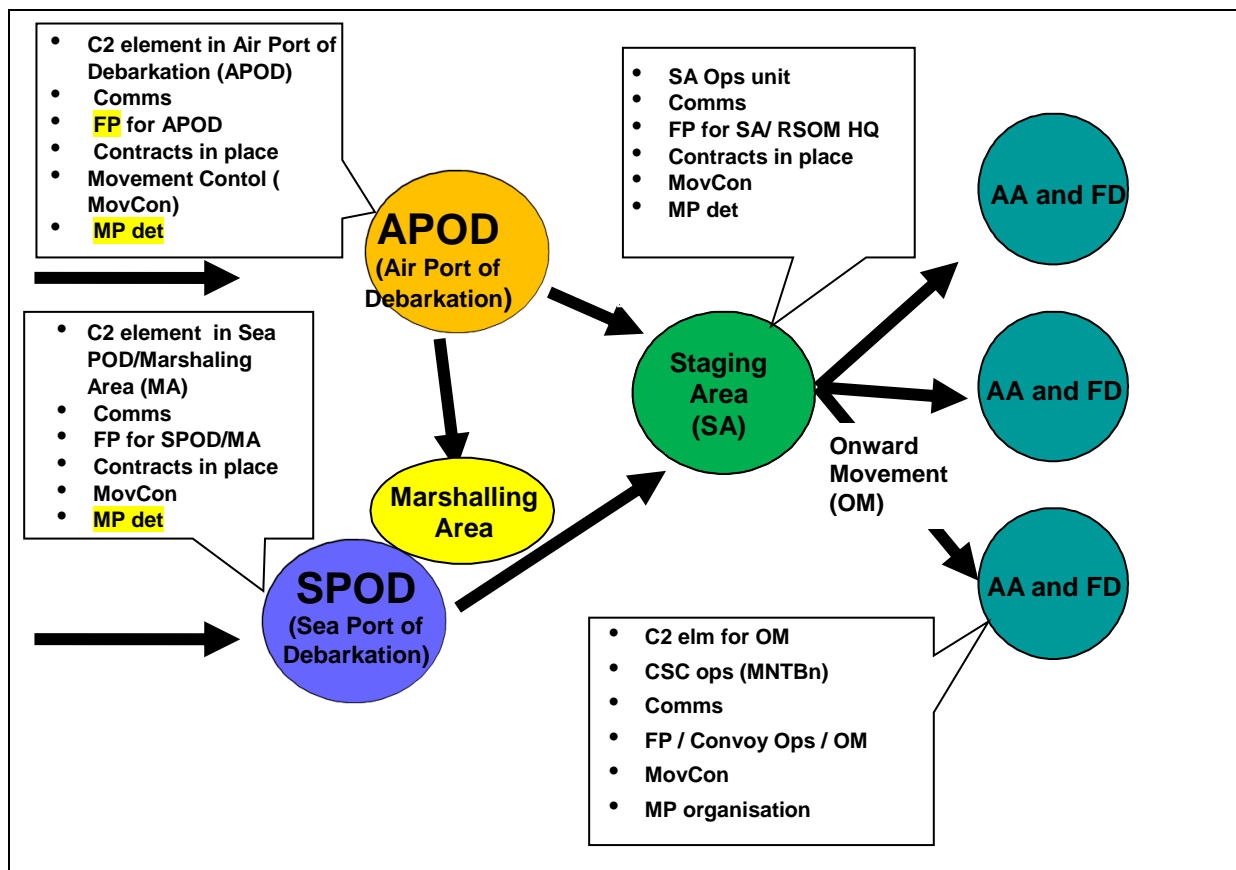 • C2 element in Air Port of
Debarkation (APOD)
• Comms
• FP for APOD
• Contracts in place
• Movement Contol (
MovCon)
• MP det
• SA Ops unit
• Comms
• FP for SA/ RSOM HQ
• Contracts in place
• MovCon
• MP det
AA and FD
APOD
(Air Port of
Debarkation)
• C2 element in Sea
POD/Marshaling
Area (MA)
• Comms
• FP for SPOD/MA
• Contracts in place
• MovCon
• MP det
Staging
Area
(SA)
AA and FD
Onward
Movement
(OM)
Marshalling
Area
SPOD
(Sea Port of
Debarkation)
AA and FD
• C2 elm for OM
• CSC ops (MNTBn)
• Comms
• FP / Convoy Ops / OM
• MovCon
• MP organisation